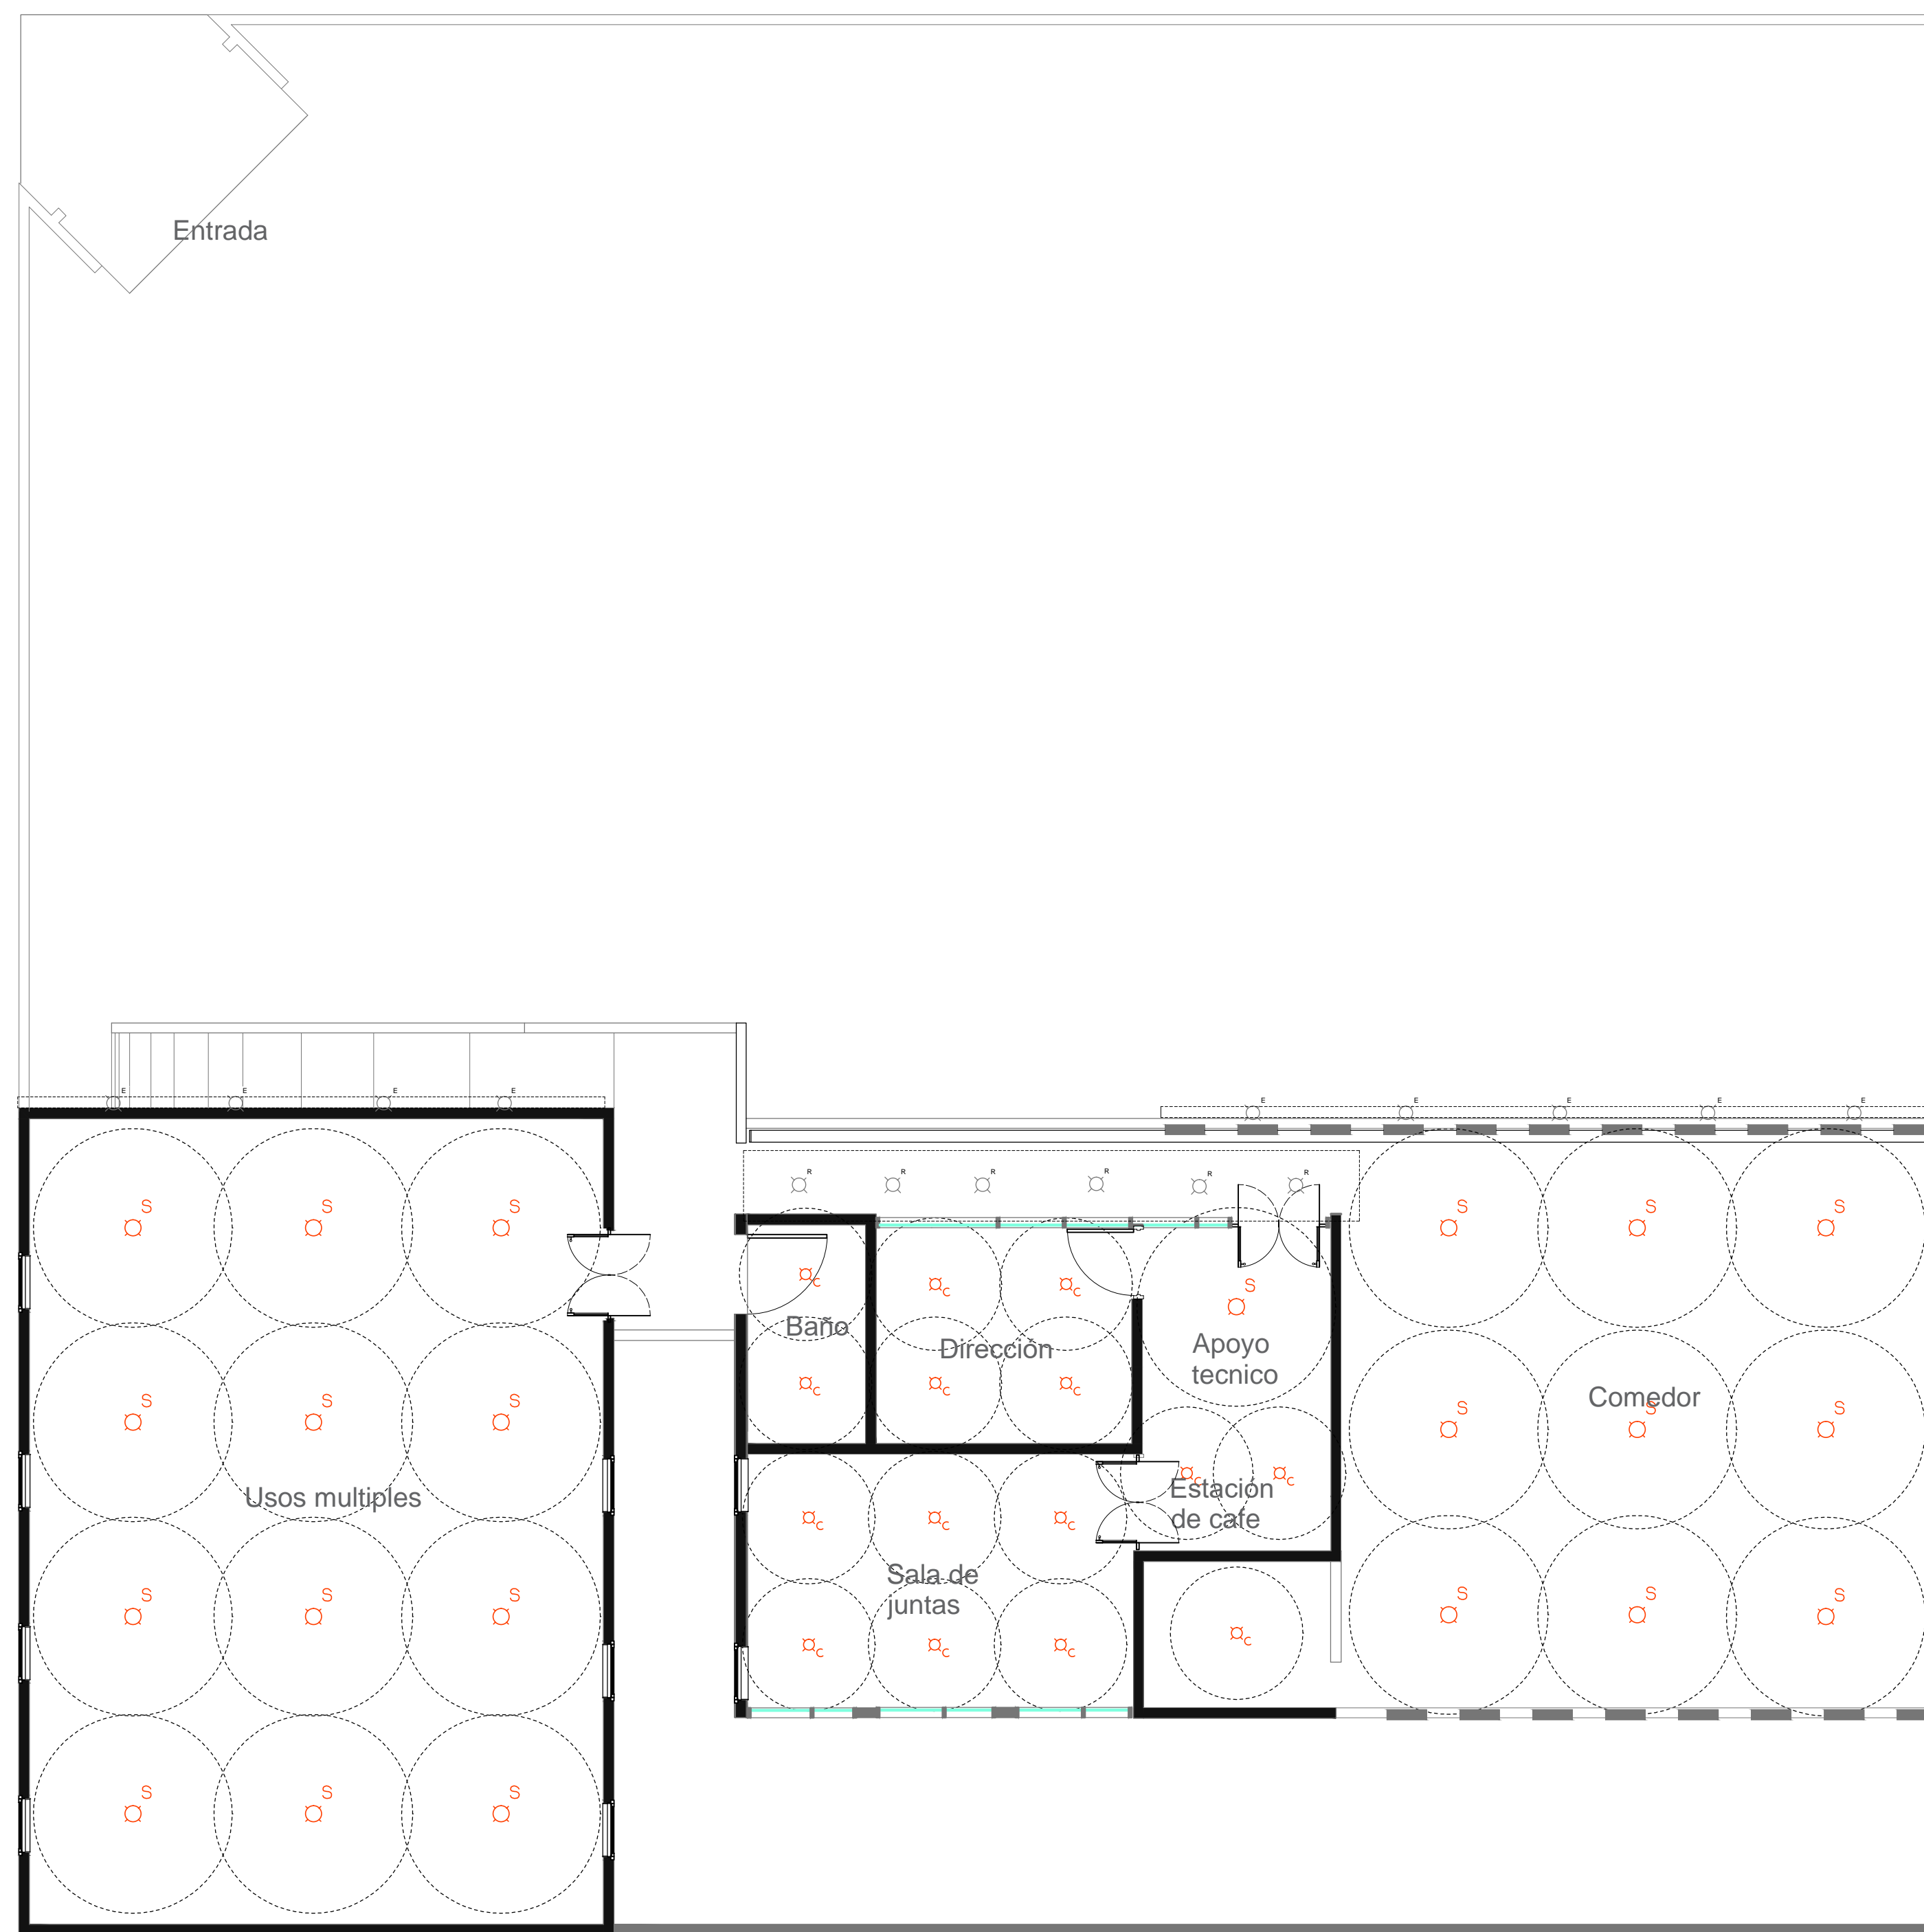 Entrada
E E E E
E E E E E
R R R R R R
S S S S S S
C
S
C C
Baño
Dirección
Apoyo
tecnico
C C C
Comedor
S S S S S S
C C
Estación
de cafe
Usos multiples
C C C
Sala de
juntas
S S S S S S
C
C C C
S S S